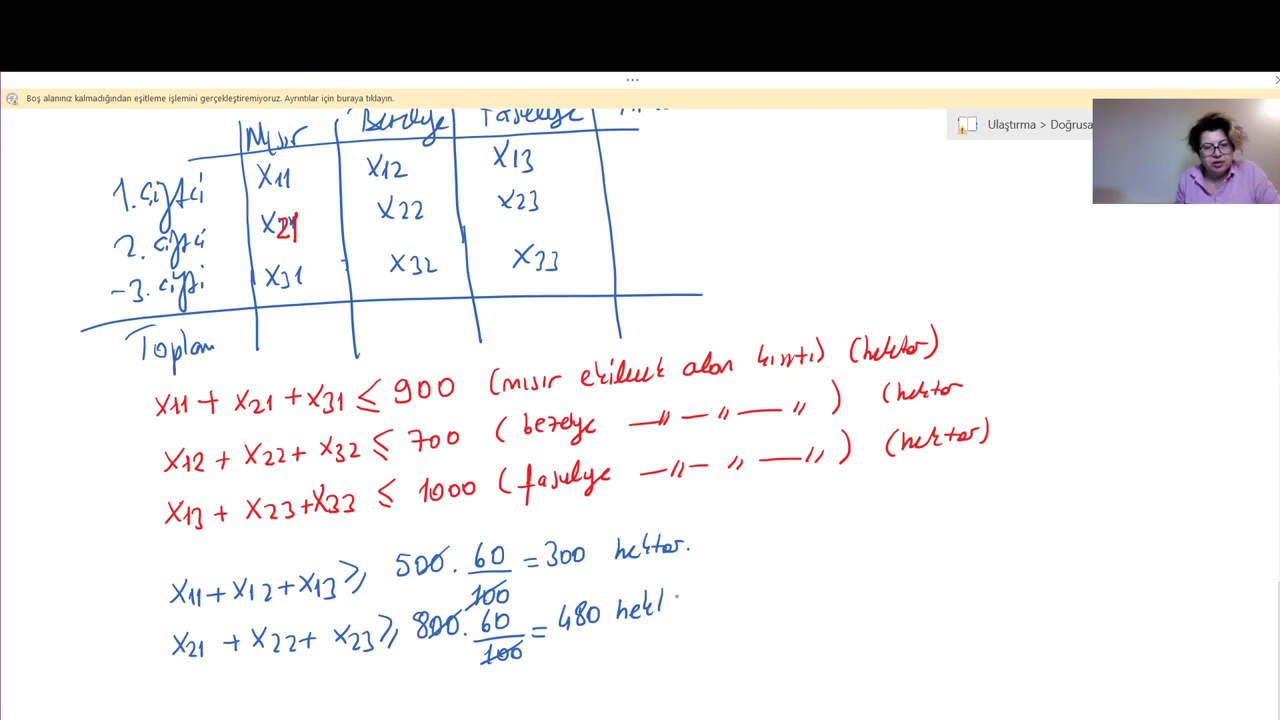 ...
Boş alanınız kalmadığından eşitleme işlemini gerçekleştiremiyoruz. Ayrıntılar için buraya tıklayın.
Ulaştırma > Doğrusa
Mısır Bezelye Fasulye
1. Çiftçi X11 X12 X13
2. Çiftçi X21 X22 X23
-3. Çiftçi X31 X32 X33
Toplam
X11 + X21 + X31 ≤ 900 (mısır ekilecek alan kısıtı) (hektar)
X12 + X22 + X32 ≤ 700 (bezelye —〃—〃—〃) (hektar
X13 + X23 + X33 ≤ 1000 (fasulye —〃—〃—〃) (hektar)
X11 + X12 + X13 ≥ 500 . 60/100 = 300 hektar.
X21 + X22 + X23 ≥ 800 . 60/100 = 480 hekt